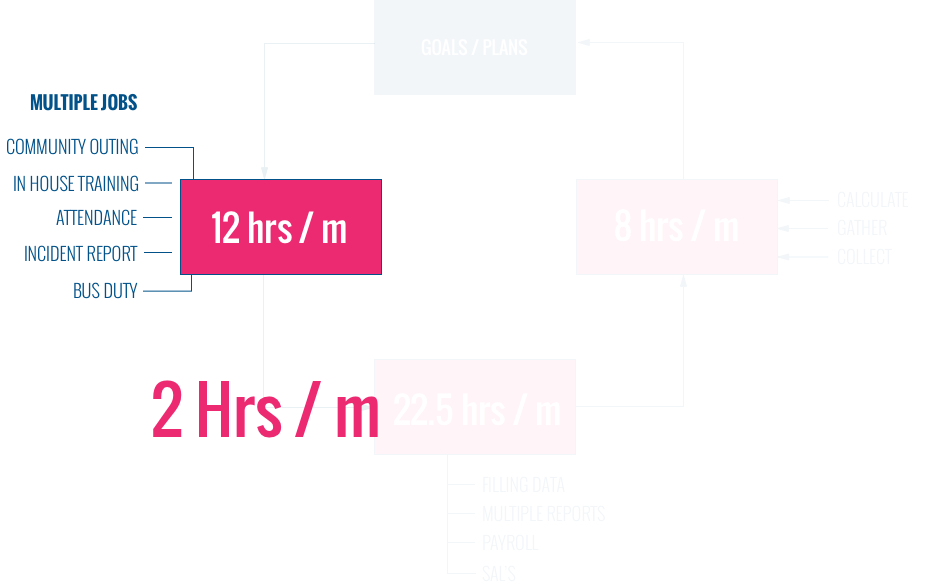 GOALS / PLANS
MULTIPLE JOBS
COMMUNITY OUTING
IN HOUSE TRAINING
ATTENDANCE
INCIDENT REPORT
BUS DUTY
12 hrs / m
8 hrs / m
CALCULATE
GATHER
COLLECT
2 Hrs / m
22.5 hrs / m
FILLING DATA
MULTIPLE REPORTS
PAYROLL
SAL'S